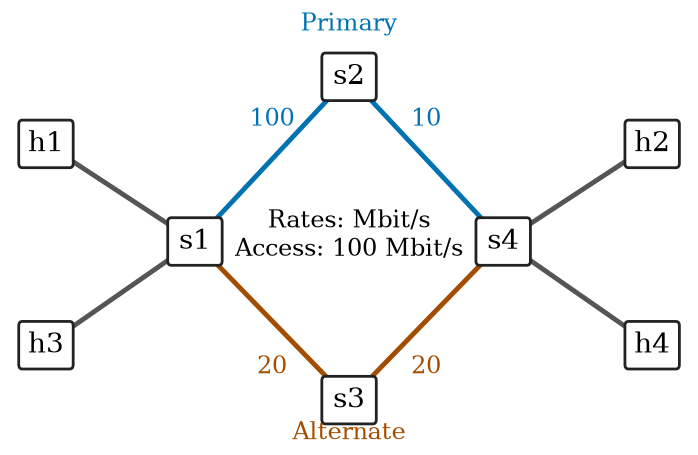 Primary
s2
100
10
h1
h2
Rates: Mbit/s
Access: 100 Mbit/s
s1
s4
h3
h4
20
20
s3
Alternate